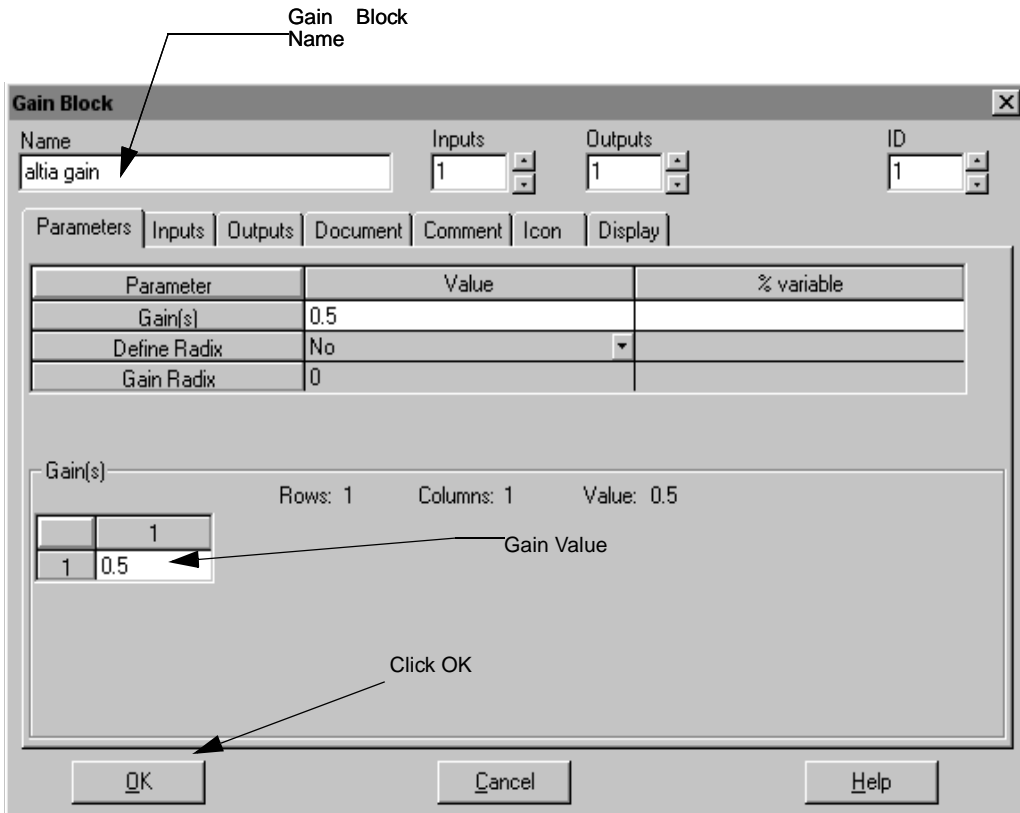 Gain Block
Name
Gain Block
Name Inputs Outputs ID
altia gain 1 1 1
Parameters Inputs Outputs Document Comment Icon Display
Parameter Value % variable
Gain(s) 0.5
Define Radix No
Gain Radix 0
Gain(s)
Rows: 1 Columns: 1 Value: 0.5
1
1 0.5
Gain Value
Click OK
OK Cancel Help